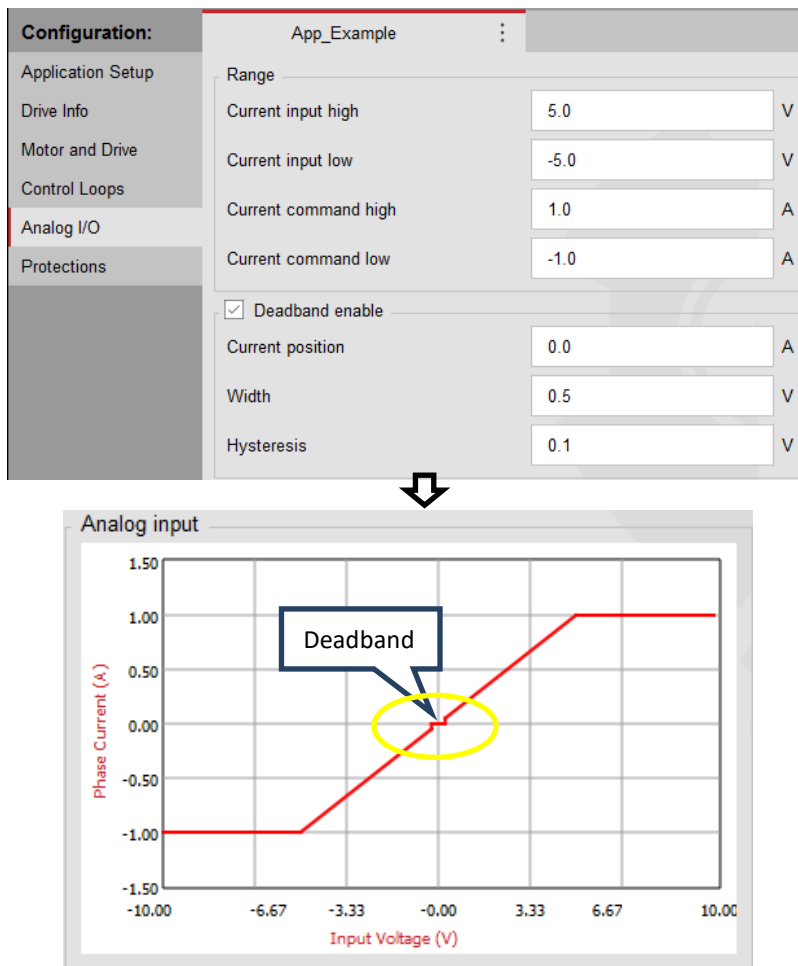 Configuration:
App_Example
Application Setup
Drive Info
Motor and Drive
Control Loops
Analog I/O
Protections
Range
Current input high 5.0 V
Current input low -5.0 V
Current command high 1.0 A
Current command low -1.0 A
Deadband enable
Current position 0.0 A
Width 0.5 V
Hysteresis 0.1 V
Analog input
1.50
1.00
0.50
0.00
-0.50
-1.00
-1.50
Phase Current (A)
Deadband
-10.00 -6.67 -3.33 -0.00 3.33 6.67 10.00
Input Voltage (V)